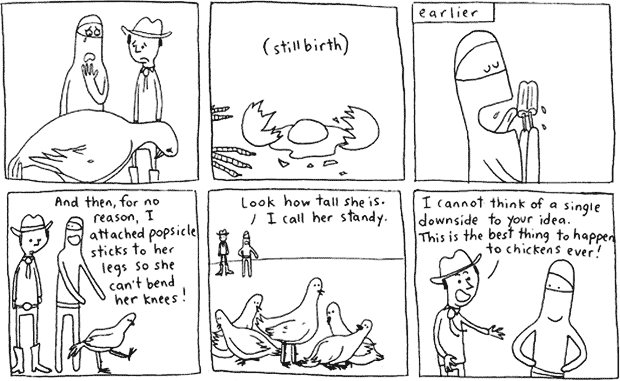 (still birth)
earlier
And then, for no
reason, I
attached popsicle
sticks to her
legs so she
can't bend
her knees!
Look how tall she is.
I call her standy.
I cannot think of a single
downside to your idea.
This is the best thing to happen
to chickens ever!